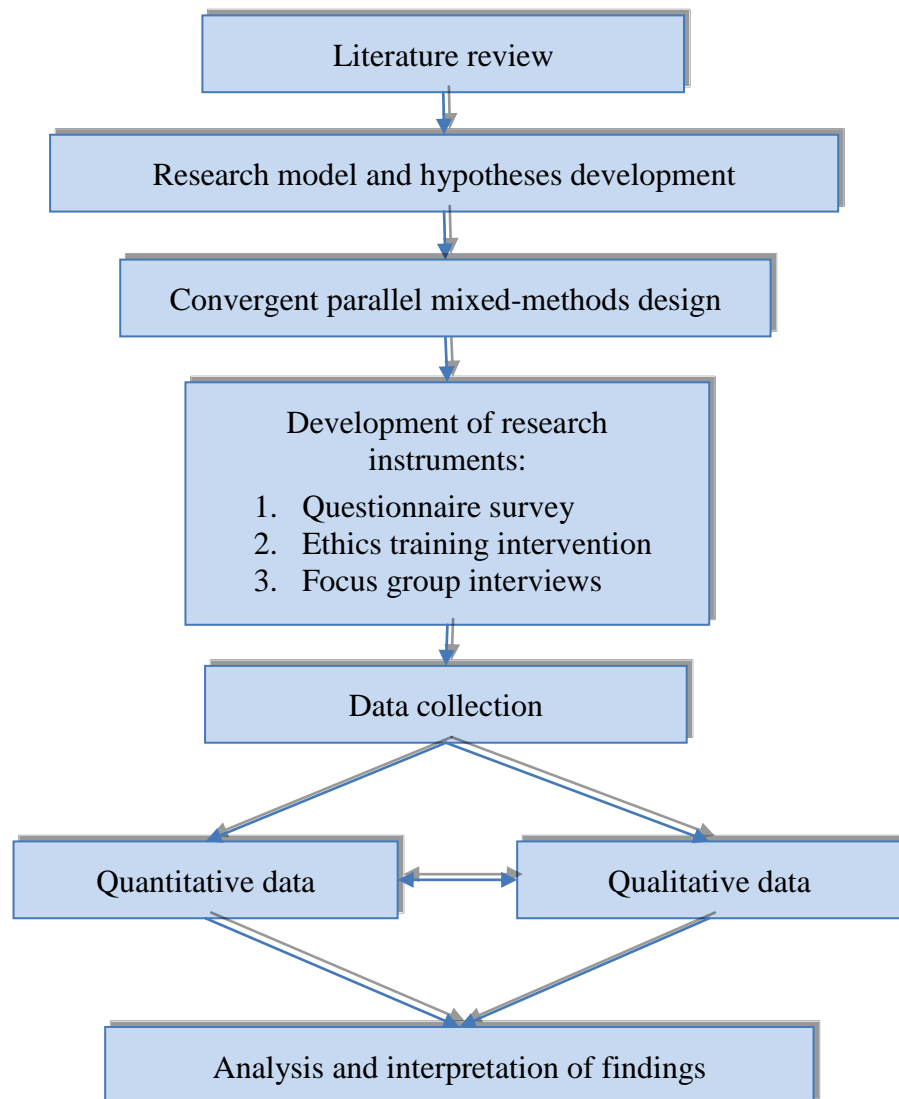 Literature review
Research model and hypotheses development
Convergent parallel mixed-methods design
Development of research
instruments:
1. Questionnaire survey
2. Ethics training intervention
3. Focus group interviews
Data collection
Quantitative data
Qualitative data
Analysis and interpretation of findings